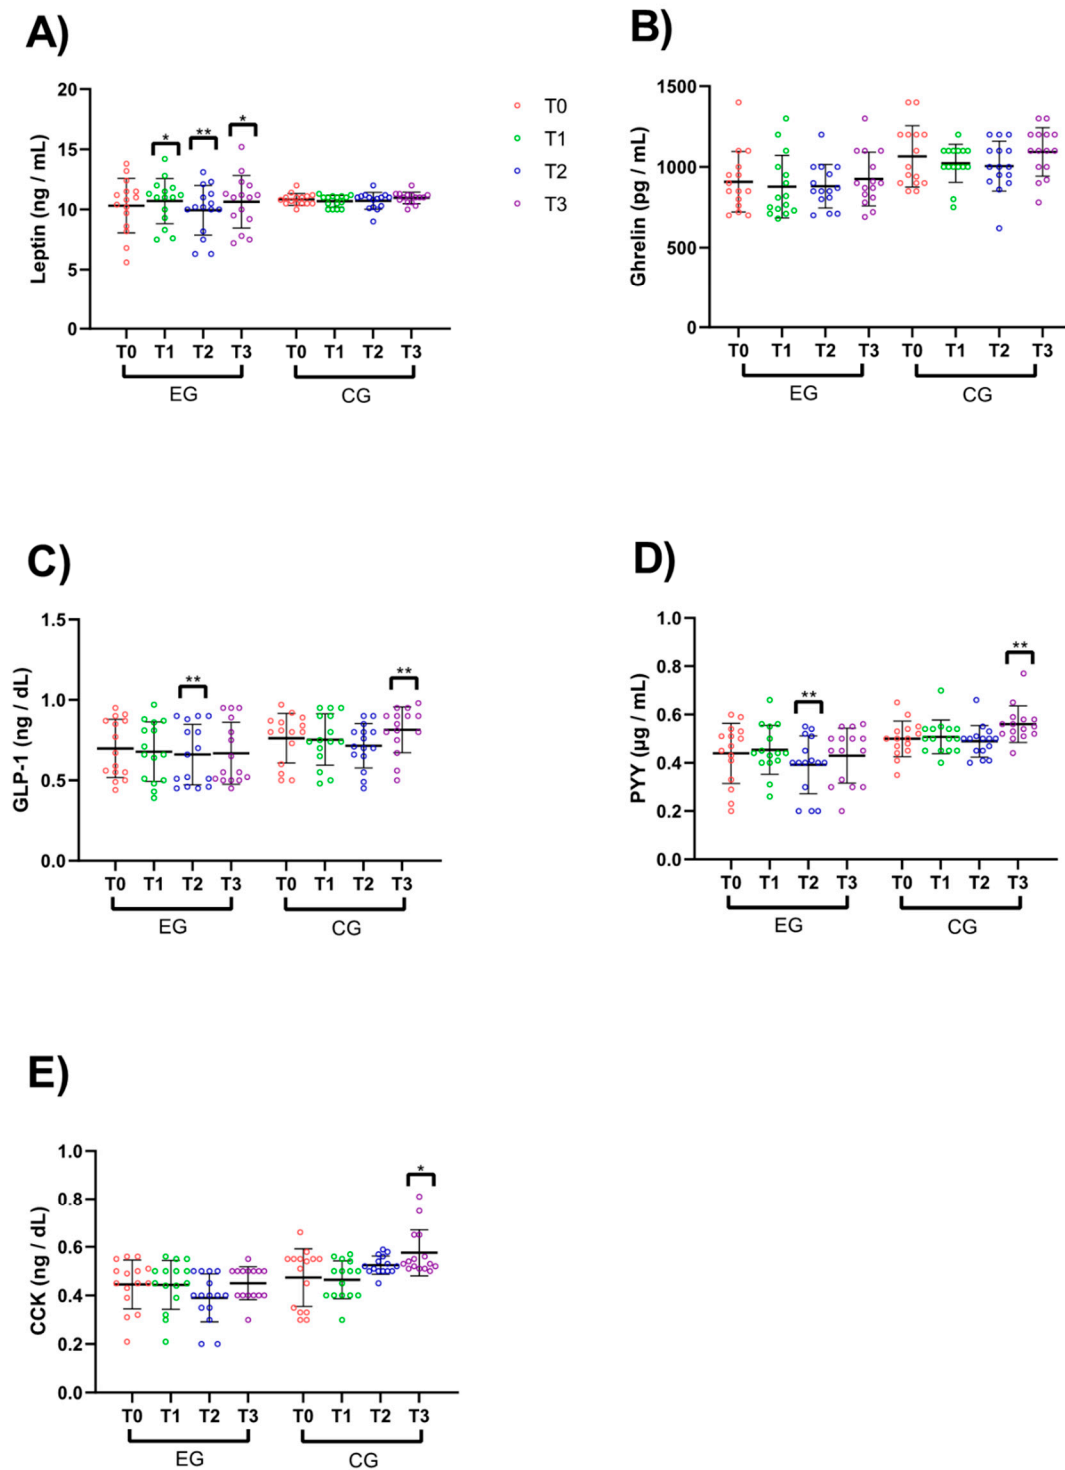 A)
Leptin (ng / mL)
20
15
10
5
0
*
**
*
T0 T1 T2 T3 T0 T1 T2 T3
EG CG
T0
T1
T2
T3
B)
Ghrelin (pg / mL)
1500
1000
500
0
T0 T1 T2 T3 T0 T1 T2 T3
EG CG
C)
GLP-1 (ng / dL)
1.5
1.0
0.5
0.0
**
**
T0 T1 T2 T3 T0 T1 T2 T3
EG CG
D)
PYY (µg / mL)
1.0
0.8
0.6
0.4
0.2
0.0
**
**
T0 T1 T2 T3 T0 T1 T2 T3
EG CG
E)
CCK (ng / dL)
1.0
0.8
0.6
0.4
0.2
0.0
*
T0 T1 T2 T3 T0 T1 T2 T3
EG CG